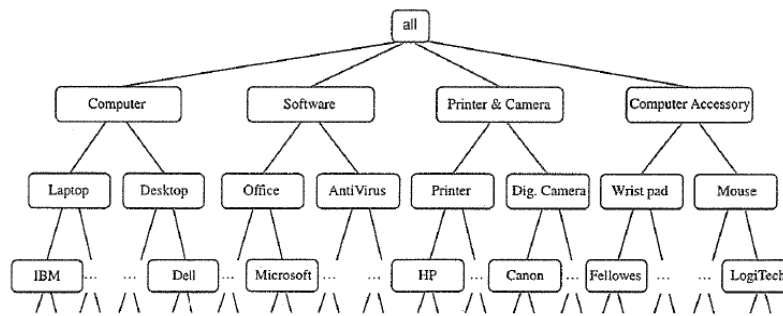 all
Computer Software Printer & Camera Computer Accessory
Laptop Desktop Office AntiVirus Printer Dig. Camera Wrist pad Mouse
IBM ... ... Dell ... Microsoft ... ... HP ... Canon ... Fellowes ... ... LogiTech